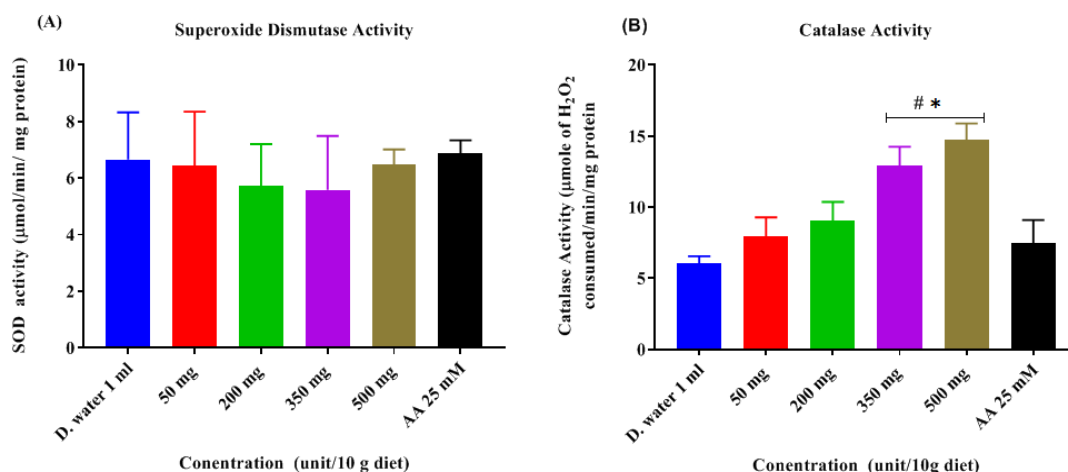 (A)
Superoxide Dismutase Activity
SOD activity (μmol/min/ mg protein)
10
8
6
4
2
0
D. water 1 ml
50 mg
200 mg
350 mg
500 mg
AA 25 mM
Conentration (unit/10 g diet)
(B)
Catalase Activity
Catalase Activity (μmole of H₂O₂
consumed/min/mg protein
20
15
10
5
0
# *
D. water 1 ml
50 mg
200 mg
350 mg
500 mg
AA 25 mM
Conentration (unit/10g diet)